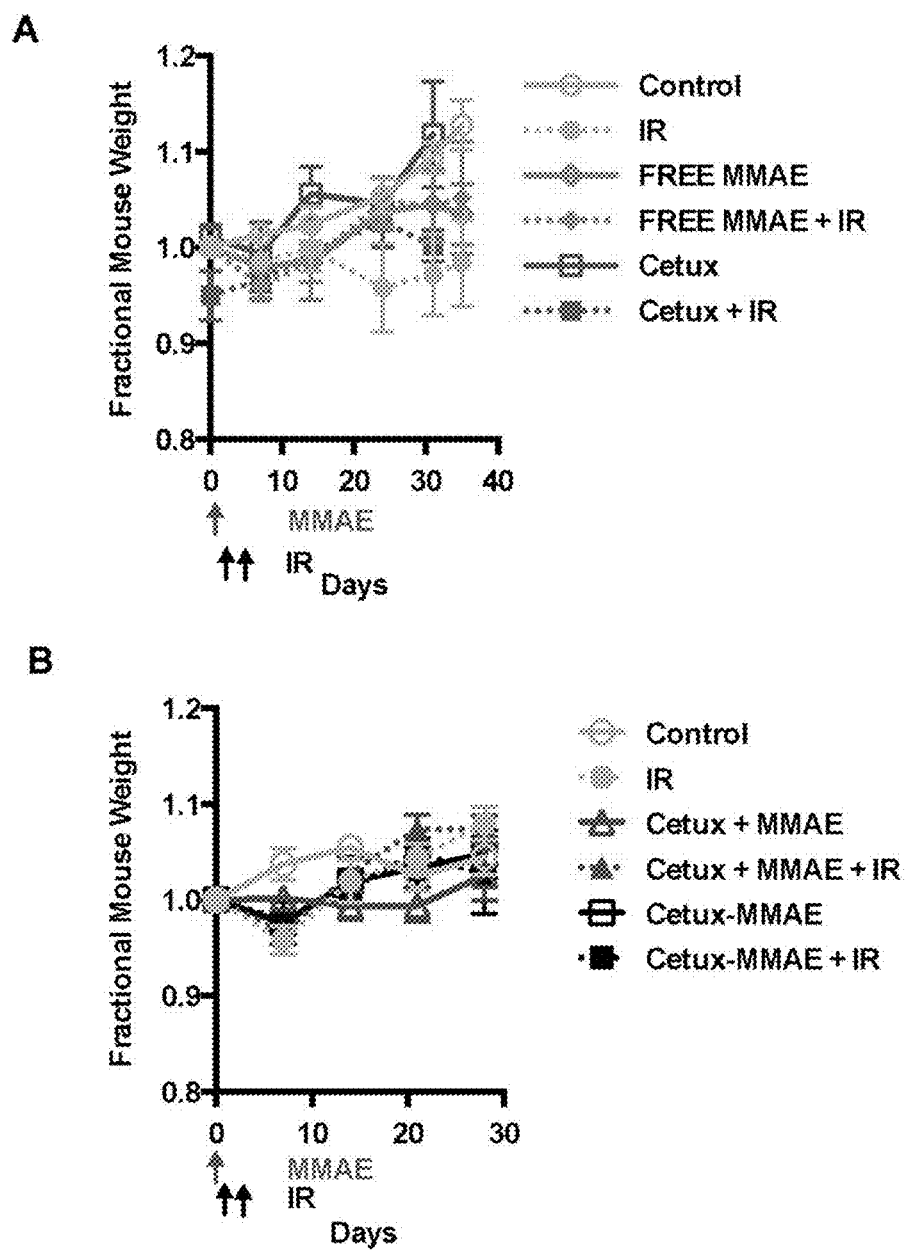 A
Fractional Mouse Weight
1.2
1.1
1.0
0.9
0.8
0
10
20
30
40
MMAE
IR
Days
Control
IR
FREE MMAE
FREE MMAE + IR
Cetux
Cetux + IR
B
Fractional Mouse Weight
1.2
1.1
1.0
0.9
0.8
0
10
20
30
MMAE
IR
Days
Control
IR
Cetux + MMAE
Cetux + MMAE + IR
Cetux-MMAE
Cetux-MMAE + IR